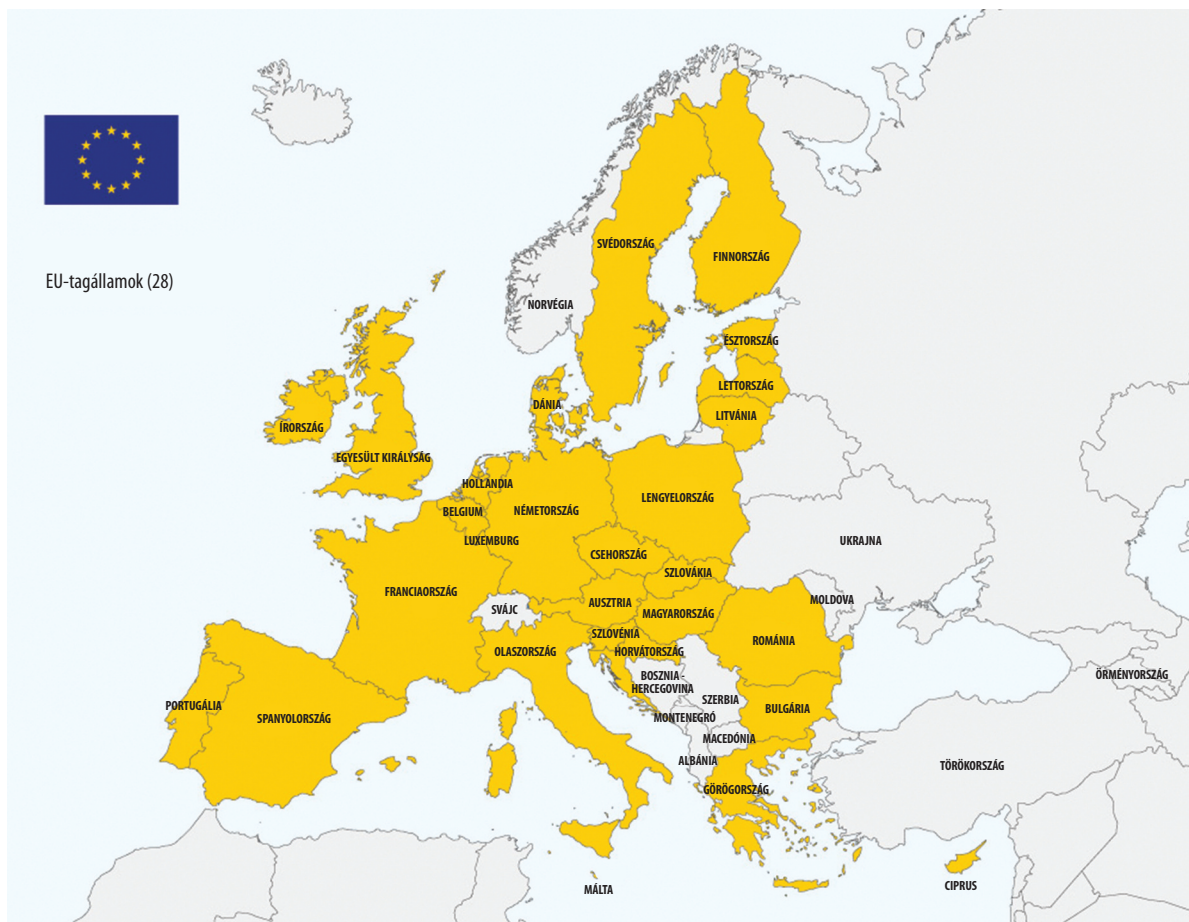 EU-tagállamok (28)
SVÉDORSZÁG
FINNORSZÁG
NORVÉGIA
ÉSZTORSZÁG
LETTORSZÁG
LITVÁNIA
DÁNIA
ÍRORSZÁG
EGYESÜLT KIRÁLYSÁG
HOLLANDIA
BELGIUM
NÉMETORSZÁG
LENGYELORSZÁG
LUXEMBURG
UKRAJNA
CSEHORSZÁG
SZLOVÁKIA
FRANCIAORSZÁG
AUSZTRIA
MOLDOVA
SVÁJC
MAGYARORSZÁG
SZLOVÉNIA
ROMÁNIA
OLASZORSZÁG
HORVÁTORSZÁG
BOSZNIA -
HERCEGOVINA
ÖRMÉNYORSZÁG
SZERBIA
PORTUGÁLIA
SPANYOLORSZÁG
MONTENEGRÓ
BULGÁRIA
MACEDÓNIA
ALBÁNIA
TÖRÖKORSZÁG
GÖRÖGORSZÁG
MÁLTA
CIPRUS